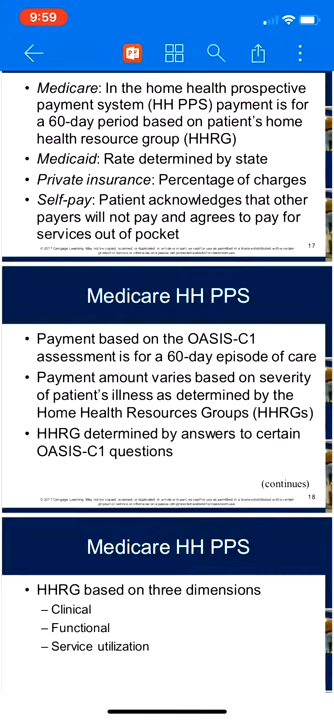 9:59
• Medicare: In the home health prospective
payment system (HH PPS) payment is for
a 60-day period based on patient's home
health resource group (HHRG)
• Medicaid: Rate determined by state
• Private insurance: Percentage of charges
• Self-pay: Patient acknowledges that other
payers will not pay and agrees to pay for
services out of pocket
17
Medicare HH PPS
• Payment based on the OASIS-C1
assessment is for a 60-day episode of care
• Payment amount varies based on severity
of patient's illness as determined by the
Home Health Resources Groups (HHRGs)
• HHRG determined by answers to certain
OASIS-C1 questions
(continues)
18
Medicare HH PPS
• HHRG based on three dimensions
– Clinical
– Functional
– Service utilization